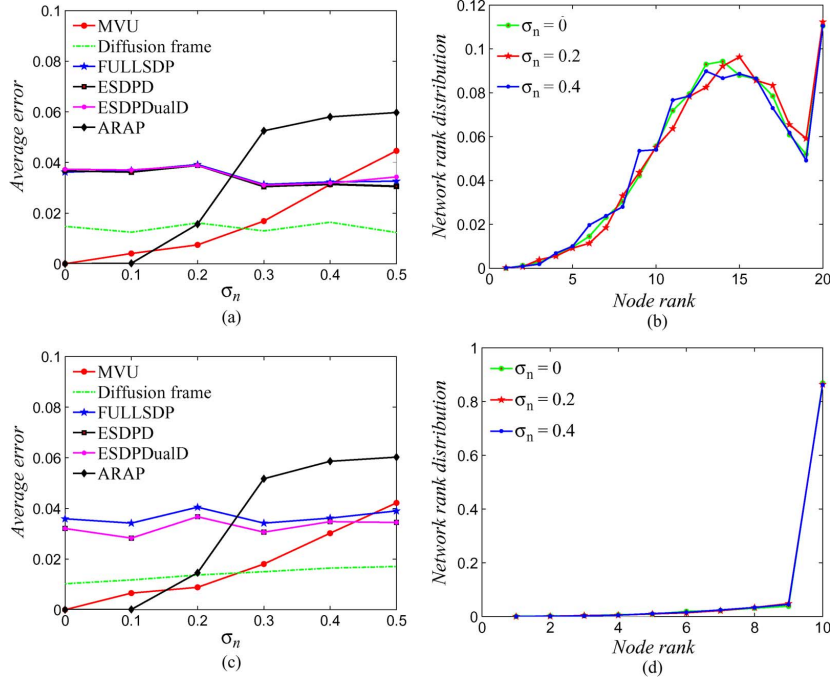 0.1
0.08
0.06
0.04
0.02
0
Average error
MVU
Diffusion frame
FULLSDP
ESDPD
ESDPDualD
ARAP
0 0.1 0.2 0.3 0.4 0.5
σn
(a)
0.12
0.1
0.08
0.06
0.04
0.02
0
Network rank distribution
σn = 0
σn = 0.2
σn = 0.4
0 5 10 15 20
Node rank
(b)
0.1
0.08
0.06
0.04
0.02
0
Average error
MVU
Diffusion frame
FULLSDP
ESDPD
ESDPDualD
ARAP
0 0.1 0.2 0.3 0.4 0.5
σn
(c)
1
0.8
0.6
0.4
0.2
0
Network rank distribution
σn = 0
σn = 0.2
σn = 0.4
0 2 4 6 8 10
Node rank
(d)